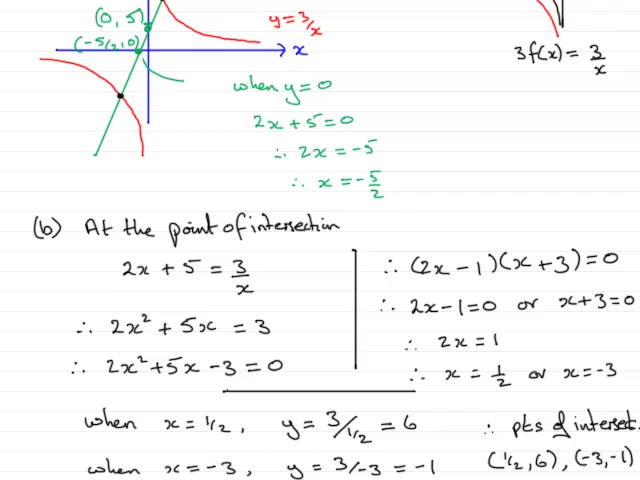 (0, 5)
y = 3/x
(-5/2, 0)
x
3f(x) = 3/x
when y = 0
2x + 5 = 0
∴ 2x = -5
∴ x = -5/2
(b) At the point of intersection
2x + 5 = 3/x
∴ 2x² + 5x = 3
∴ 2x² + 5x - 3 = 0
∴ (2x - 1)(x + 3) = 0
∴ 2x - 1 = 0 or x + 3 = 0
∴ 2x = 1
∴ x = 1/2 or x = -3
when x = 1/2, y = 3/1/2 = 6
when x = -3, y = 3/-3 = -1
∴ pts of intersect.
(1/2, 6), (-3, -1)